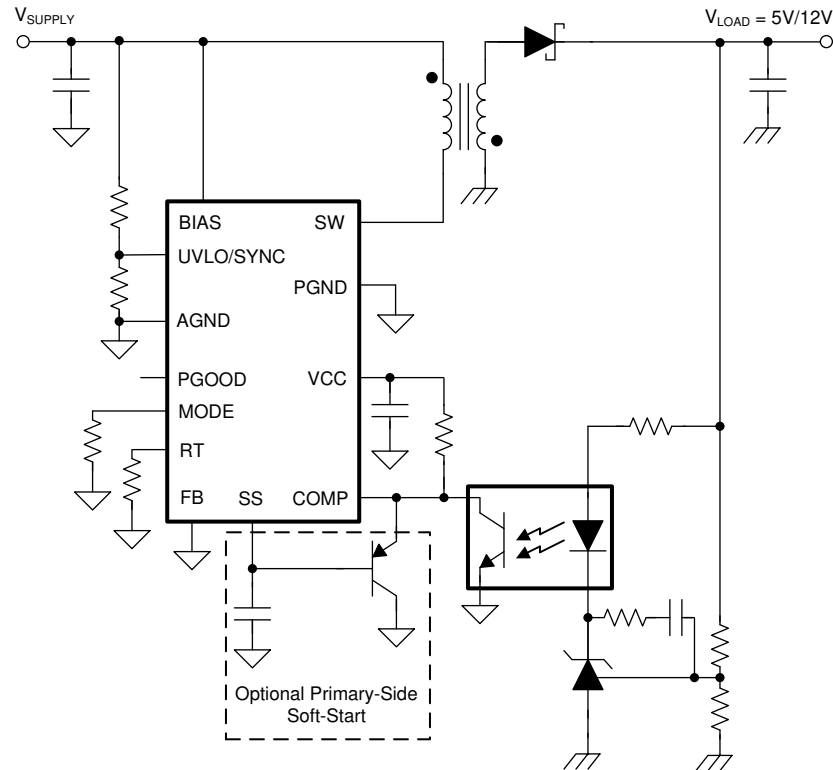 VSUPPLY
VLOAD = 5V/12V
BIAS
SW
UVLO/SYNC
PGND
AGND
PGOOD
VCC
MODE
RT
FB
SS
COMP
Optional Primary-Side
Soft-Start